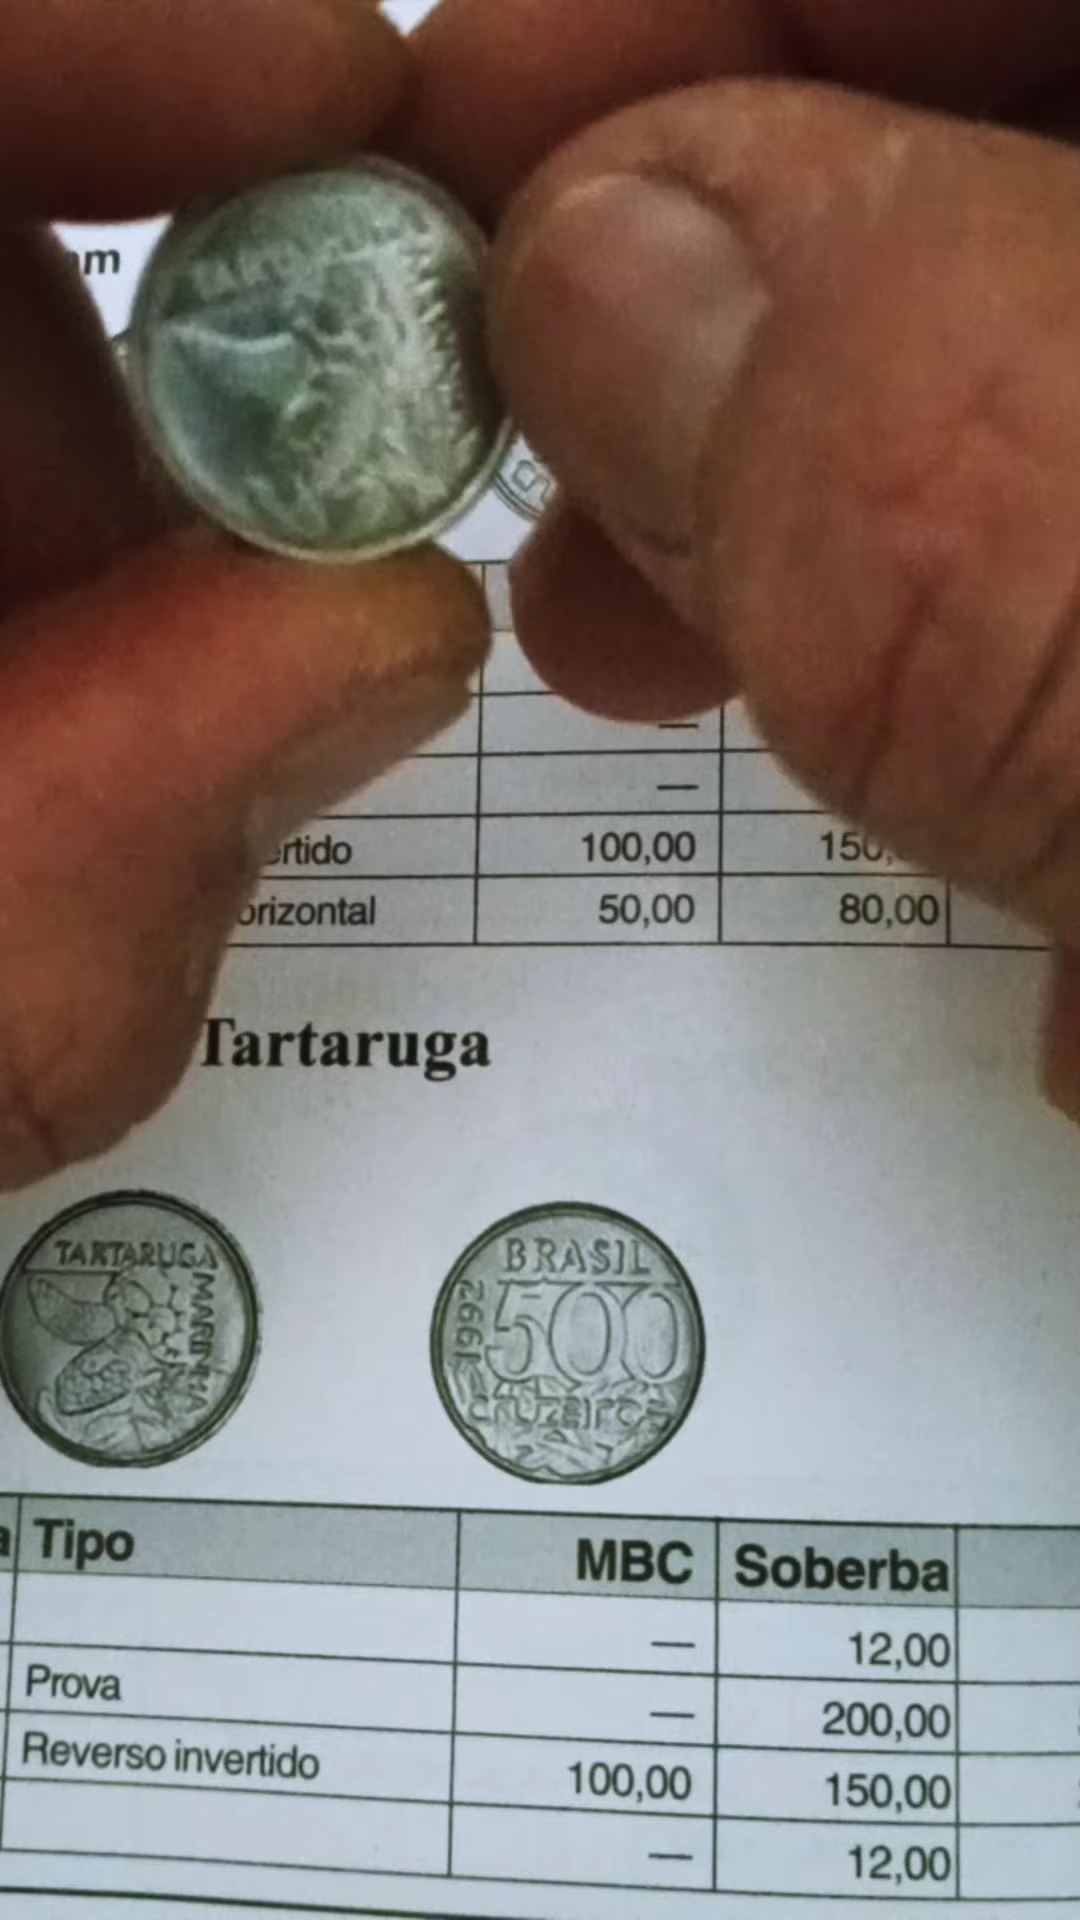 m
rtido 100,00 150,
orizontal 50,00 80,00
Tartaruga
TARTARUGA
MARINHA
BRASIL
1992
500
cruzeiros
a Tipo MBC Soberba
— 12,00
Prova — 200,00
Reverso invertido 100,00 150,00
— 12,00